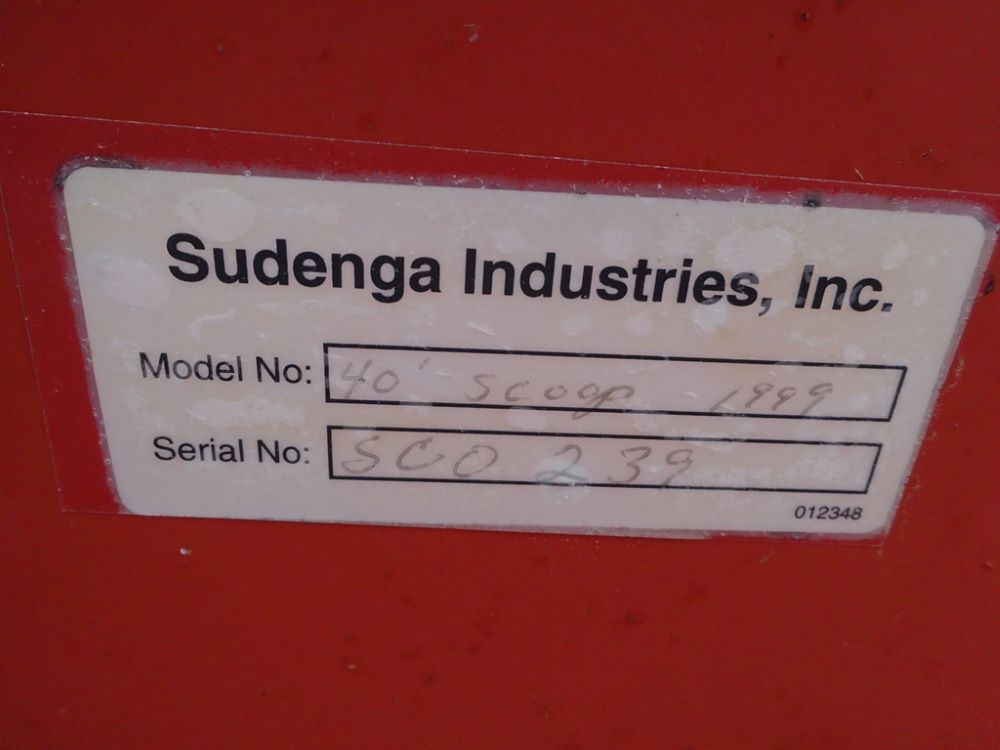 Sudenga Industries, Inc.
Model No: 40' Scoop 1999
Serial No: SCO 239
012348